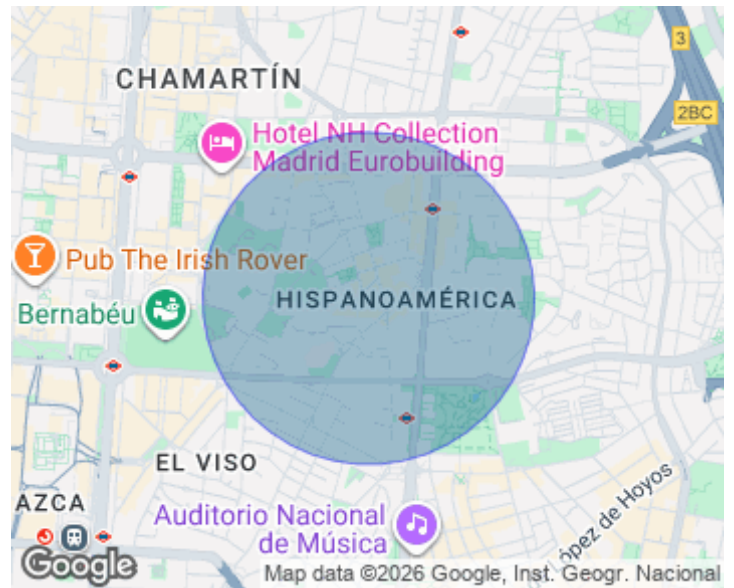 3
CHAMARTÍN
2BC
Hotel NH Collection
Madrid Eurobuilding
Pub The Irish Rover
HISPANOAMÉRICA
Bernabéu
EL VISO
AZCA
Auditorio Nacional
de Música
ópez de Hoyos
Google
Map data ©2026 Google, Inst. Geogr. Nacional